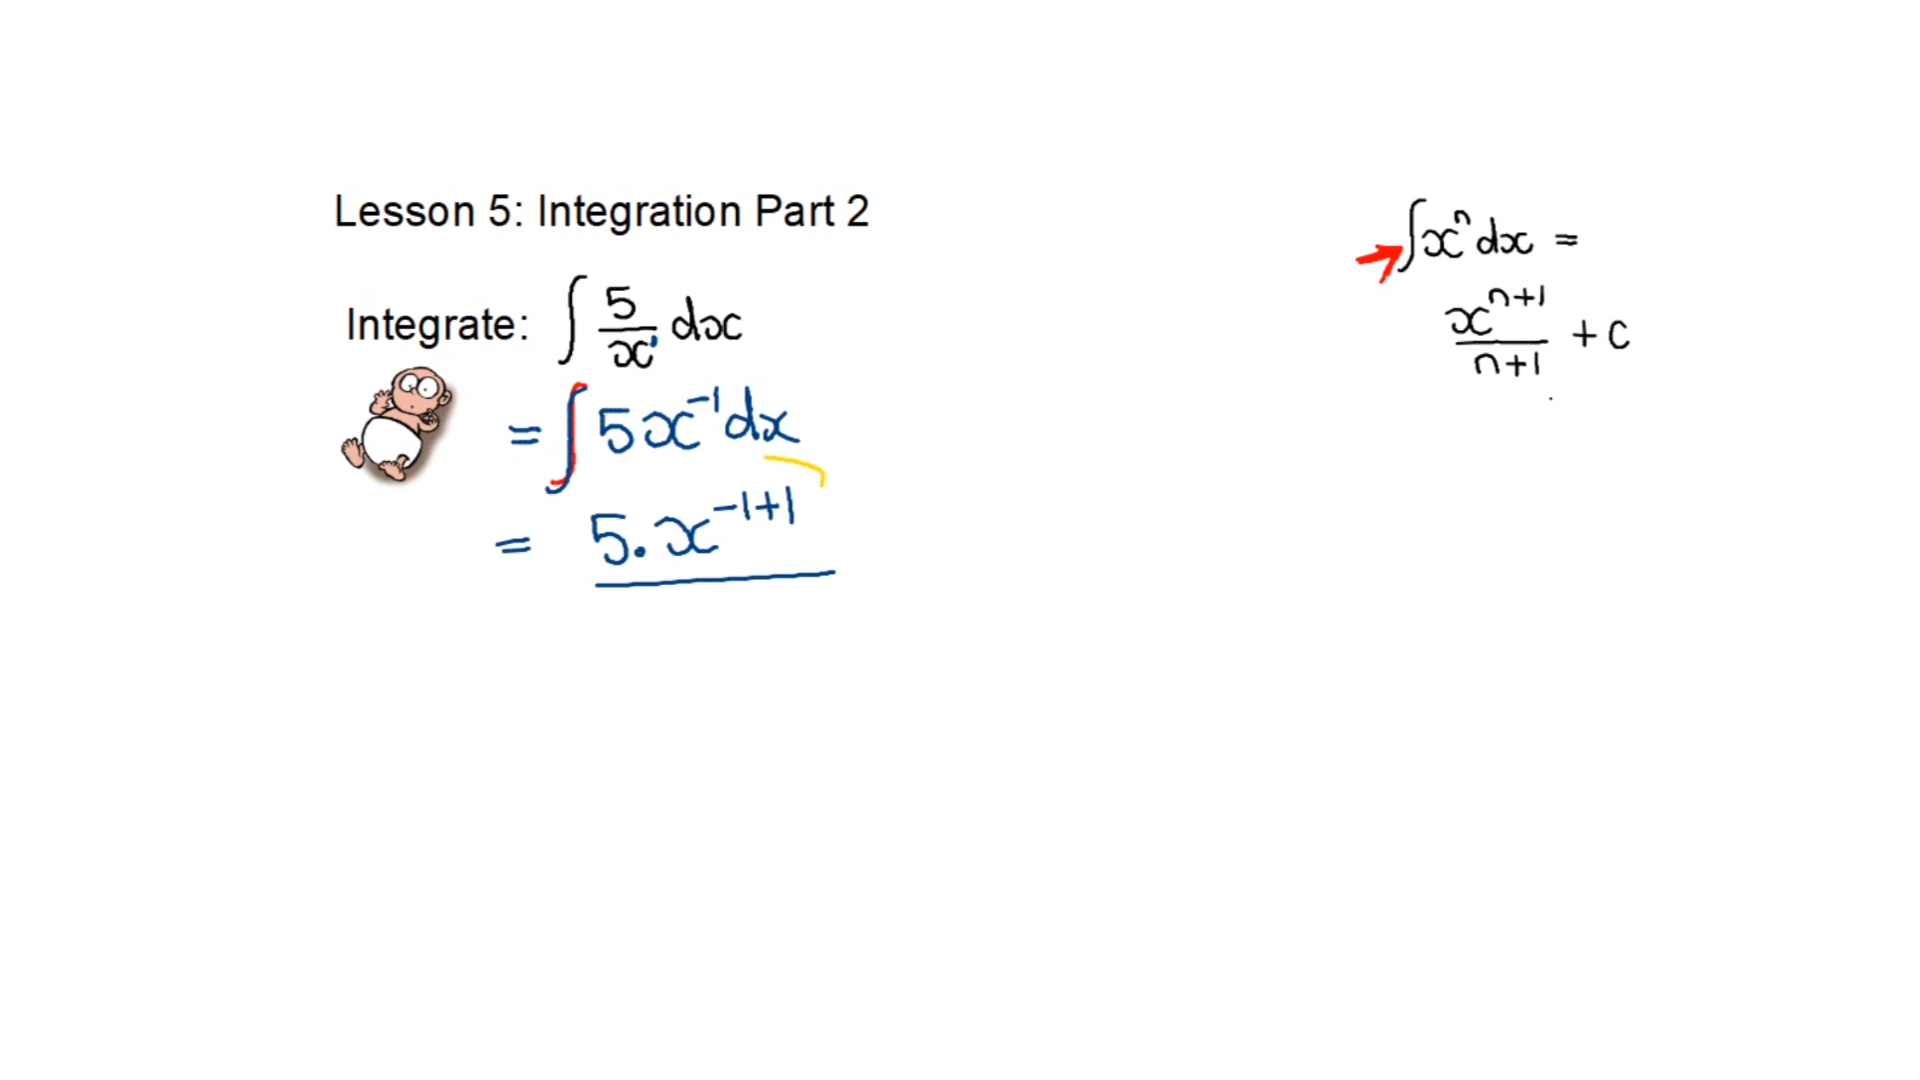 Lesson 5: Integration Part 2
Integrate: ∫ 5/x¹ dx
= ∫ 5x⁻¹ dx
= 5.x⁻¹⁺¹
∫xⁿ dx =
xⁿ⁺¹/n+1 + c